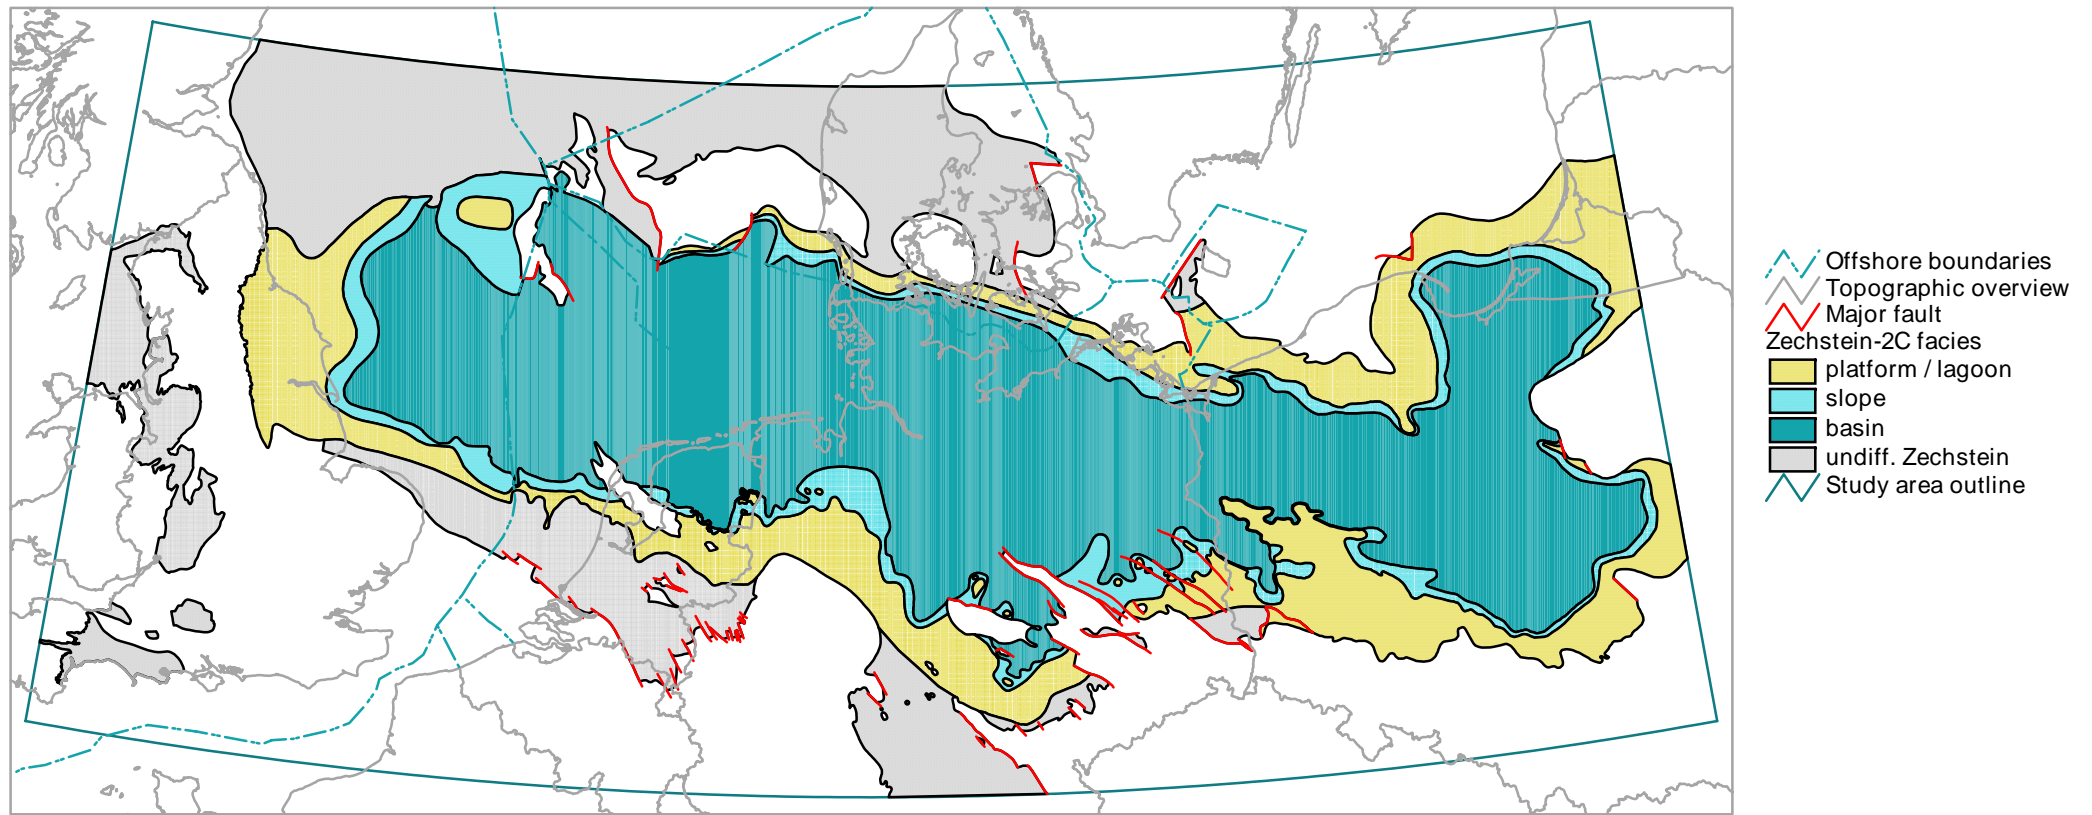 Offshore boundaries
Topographic overview
Major fault
Zechstein-2C facies
platform / lagoon
slope
basin
undiff. Zechstein
Study area outline